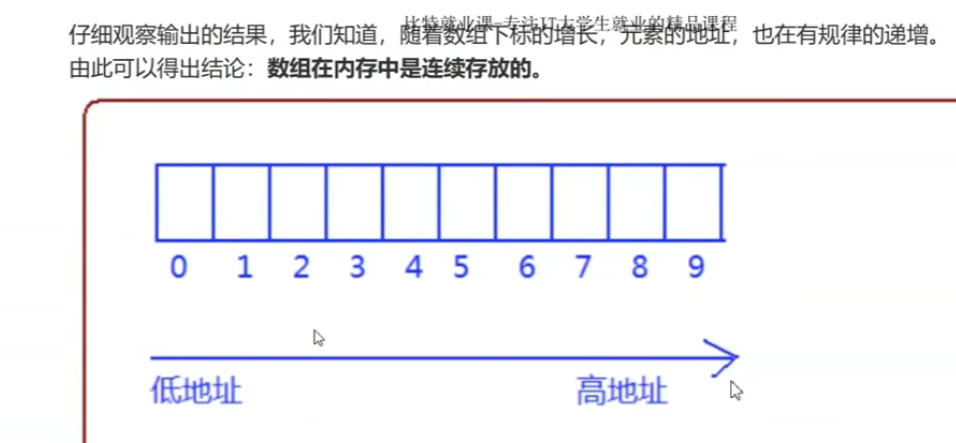 比特就业课-专注IT大学生就业的精品课程
仔细观察输出的结果，我们知道，随着数组下标的增长，元素的地址，也在有规律的递增。
由此可以得出结论：数组在内存中是连续存放的。
0 1 2 3 4 5 6 7 8 9
低地址 高地址